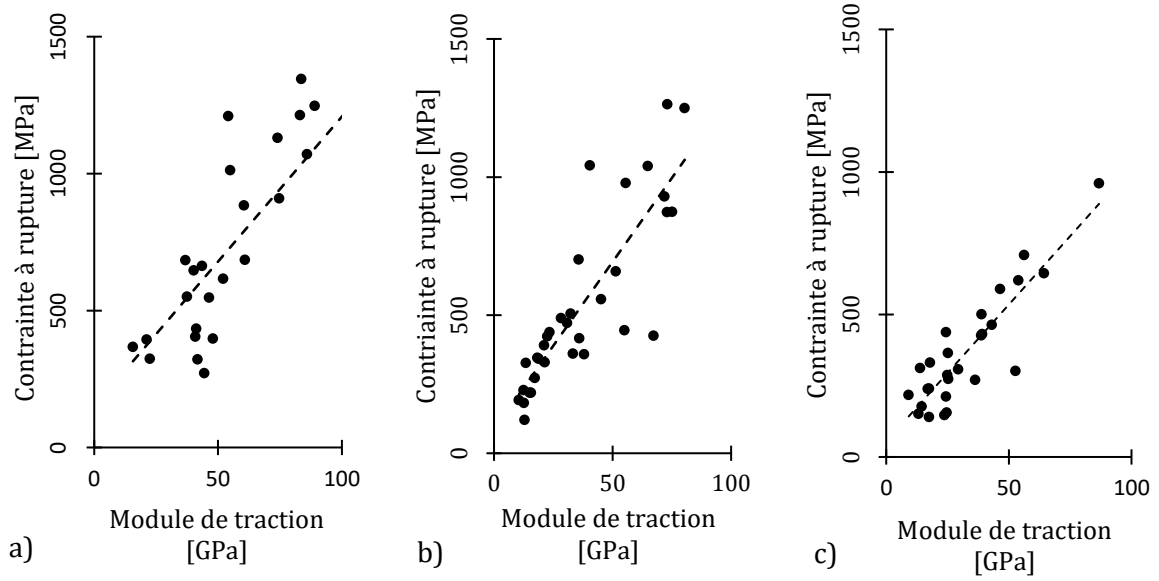 Contrainte à rupture [MPa]
1500
1000
500
0
0
50
100
Module de traction
[GPa]
a)
Contriainte à rupture [MPa]
1500
1000
500
0
0
50
100
Module de traction
[GPa]
b)
Contrainte à rupture [MPa]
1500
1000
500
0
0
50
100
Module de traction
[GPa]
c)